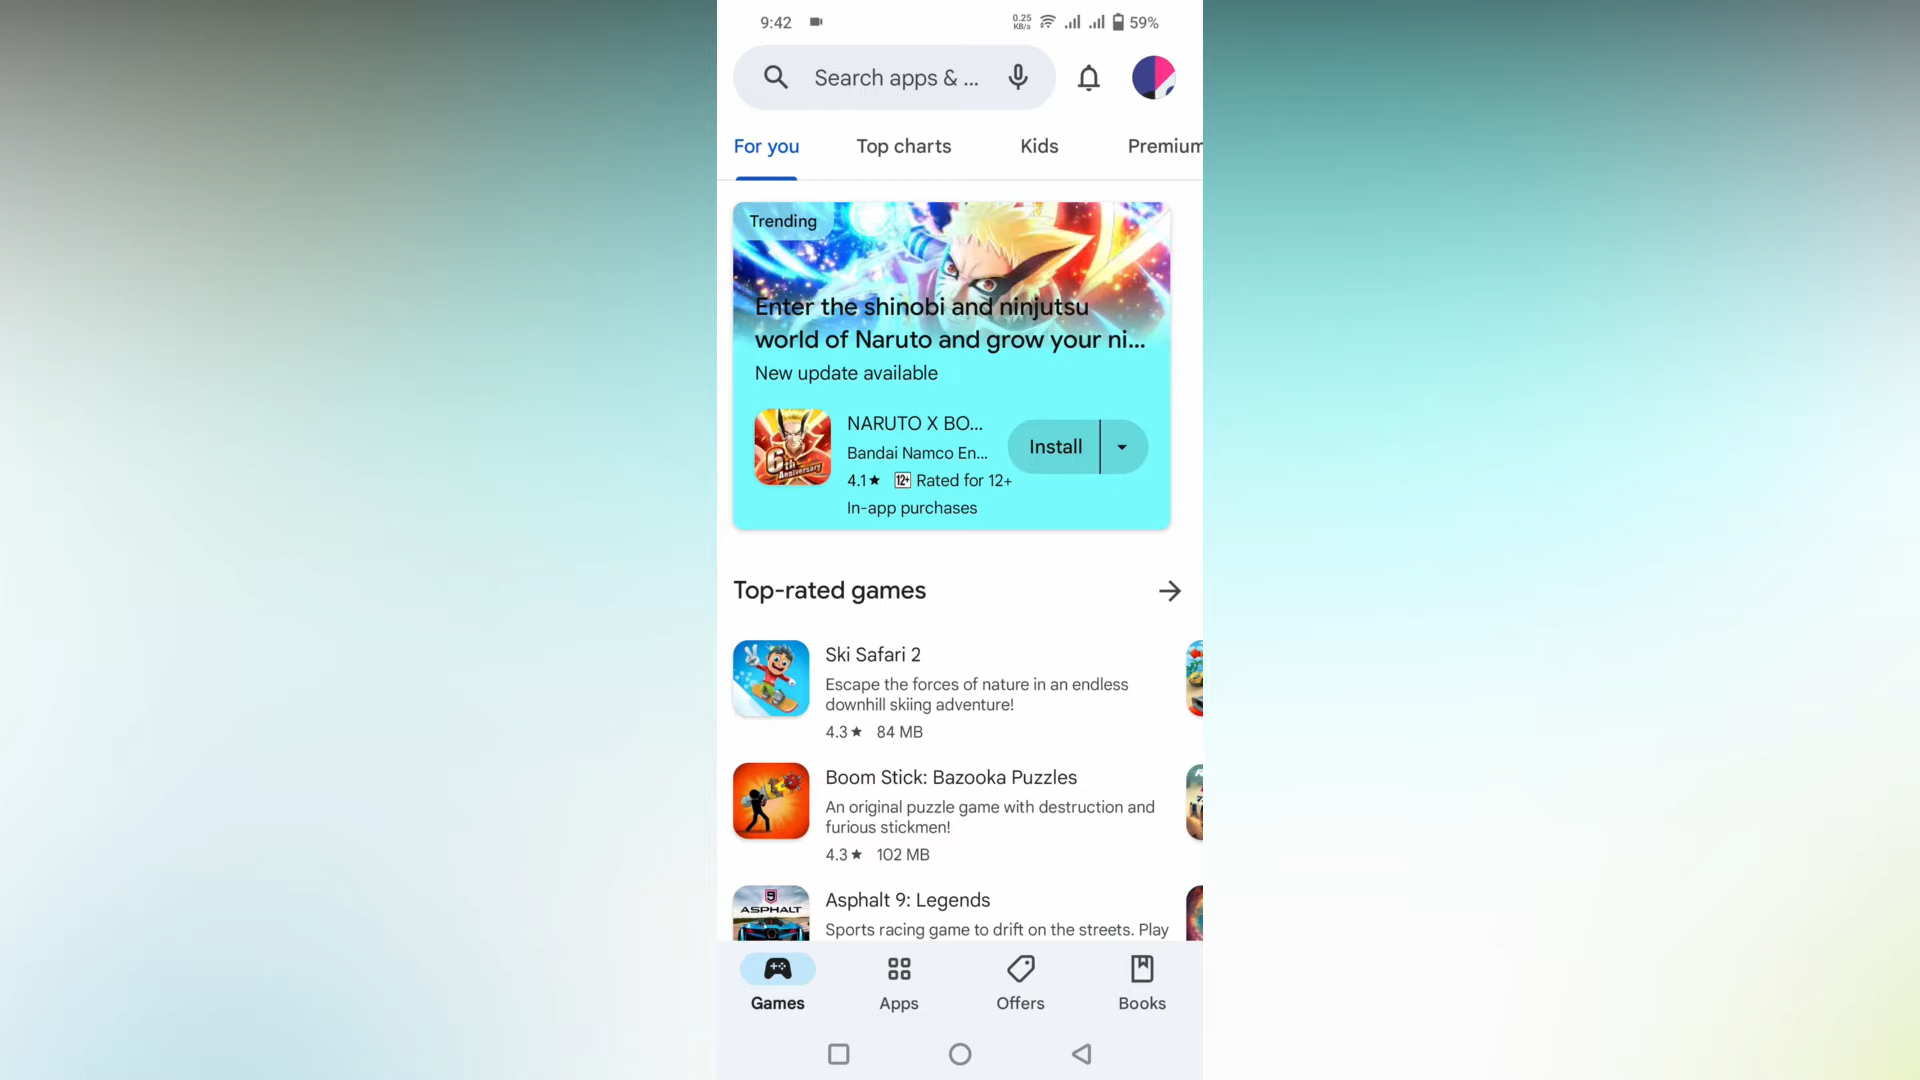 9:42
0.25
KB/s
59%
Search apps & ...
For you
Top charts
Kids
Premium
Trending
Enter the shinobi and ninjutsu
world of Naruto and grow your ni...
New update available
6th
Anniversary
NARUTO X BO...
Bandai Namco En...
4.1★ 12+ Rated for 12+
In-app purchases
Install
Top-rated games
Ski Safari 2
Escape the forces of nature in an endless
downhill skiing adventure!
4.3★ 84 MB
Boom Stick: Bazooka Puzzles
An original puzzle game with destruction and
furious stickmen!
4.3★ 102 MB
9
ASPHALT
Asphalt 9: Legends
Sports racing game to drift on the streets. Play
Games
Apps
Offers
Books